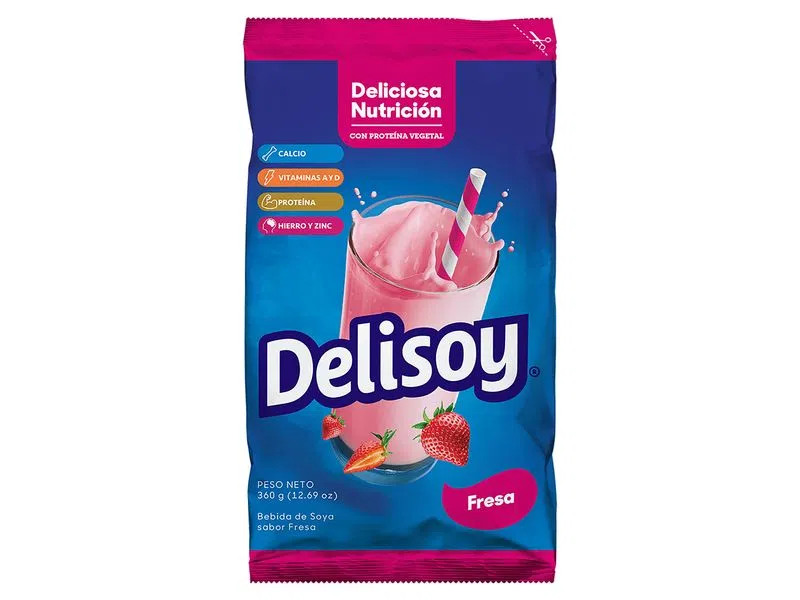 Deliciosa
Nutrición
CON PROTEÍNA VEGETAL
CALCIO
VITAMINAS A Y D
PROTEÍNA
HIERRO Y ZINC
Delisoy®
PESO NETO
360 g (12.69 oz)
Bebida de Soya
sabor Fresa
Fresa